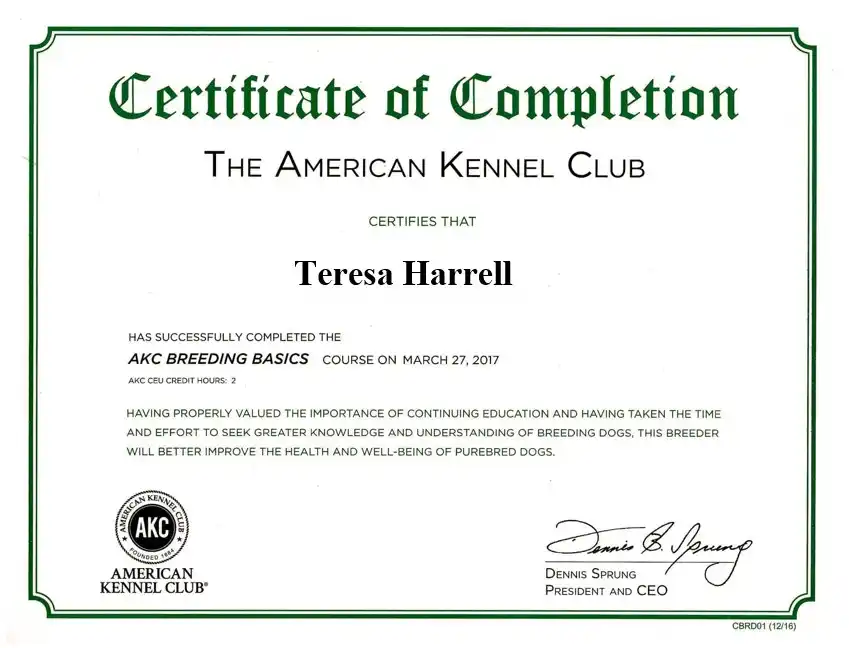 Certificate of Completion
THE AMERICAN KENNEL CLUB
CERTIFIES THAT
Teresa Harrell
HAS SUCCESSFULLY COMPLETED THE
AKC BREEDING BASICS COURSE ON MARCH 27, 2017
AKC CEU CREDIT HOURS: 2
HAVING PROPERLY VALUED THE IMPORTANCE OF CONTINUING EDUCATION AND HAVING TAKEN THE TIME
AND EFFORT TO SEEK GREATER KNOWLEDGE AND UNDERSTANDING OF BREEDING DOGS, THIS BREEDER
WILL BETTER IMPROVE THE HEALTH AND WELL-BEING OF PUREBRED DOGS.
AMERICAN KENNEL CLUB
AKC
FOUNDED 1884
AMERICAN
KENNEL CLUB®
Dennis B. Sprung
DENNIS SPRUNG
PRESIDENT AND CEO
CBRD01 (12/16)